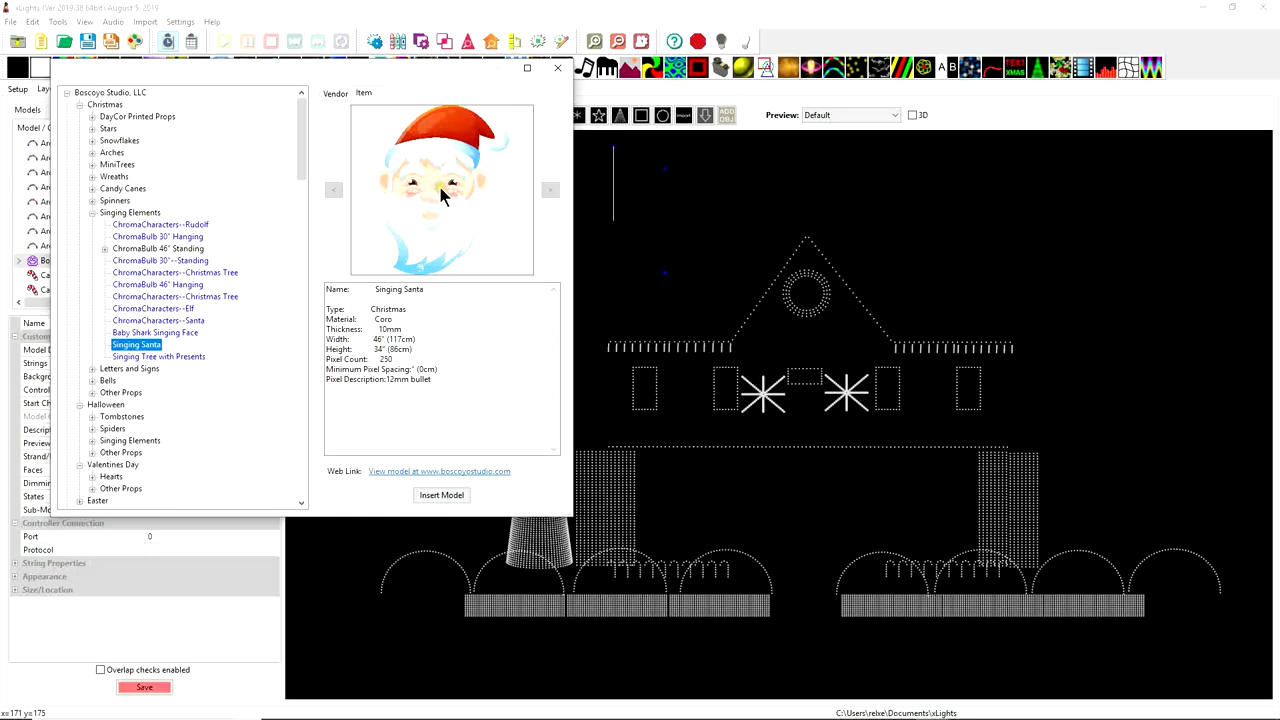 xLights (Ver 2019.38 64bit) August 5, 2019
File Edit Tools View Audio Import Settings Help
TEXT XMAS
A B
Setup
Models
Preview: Default 3D
import
ADD OBJ
Boscoyo Studio, LLC
Christmas
DayCor Printed Props
Stars
Snowflakes
Arches
MiniTrees
Wreaths
Candy Canes
Spinners
Singing Elements
ChromaCharacters--Rudolf
ChromaBulb 30" Hanging
ChromaBulb 46" Standing
ChromaBulb 30"--Standing
ChromaCharacters--Christmas Tree
ChromaBulb 46" Hanging
ChromaCharacters--Christmas Tree
ChromaCharacters--Elf
ChromaCharacters--Santa
Baby Shark Singing Face
Singing Santa
Singing Tree with Presents
Letters and Signs
Bells
Other Props
Halloween
Tombstones
Spiders
Singing Elements
Other Props
Valentines Day
Hearts
Other Props
Easter
Vendor Item
< >
Name: Singing Santa
Type: Christmas
Material: Coro
Thickness: 10mm
Width: 46" (117cm)
Height: 34" (86cm)
Pixel Count: 250
Minimum Pixel Spacing:" (0cm)
Pixel Description:12mm bullet
Web Link: View model at www.boscoyostudio.com
Insert Model
Name
Strings
Faces
States
Controller Connection
Port 0
Protocol
String Properties
Appearance
Size/Location
Overlap checks enabled
Save
x=171 y=175
C:\Users\relxe\Documents\xLights